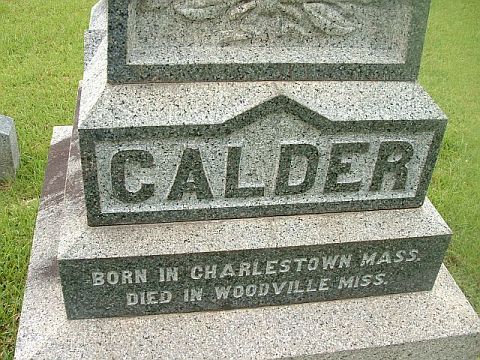 CALDER
BORN IN CHARLESTOWN MASS.
DIED IN WOODVILLE MISS.